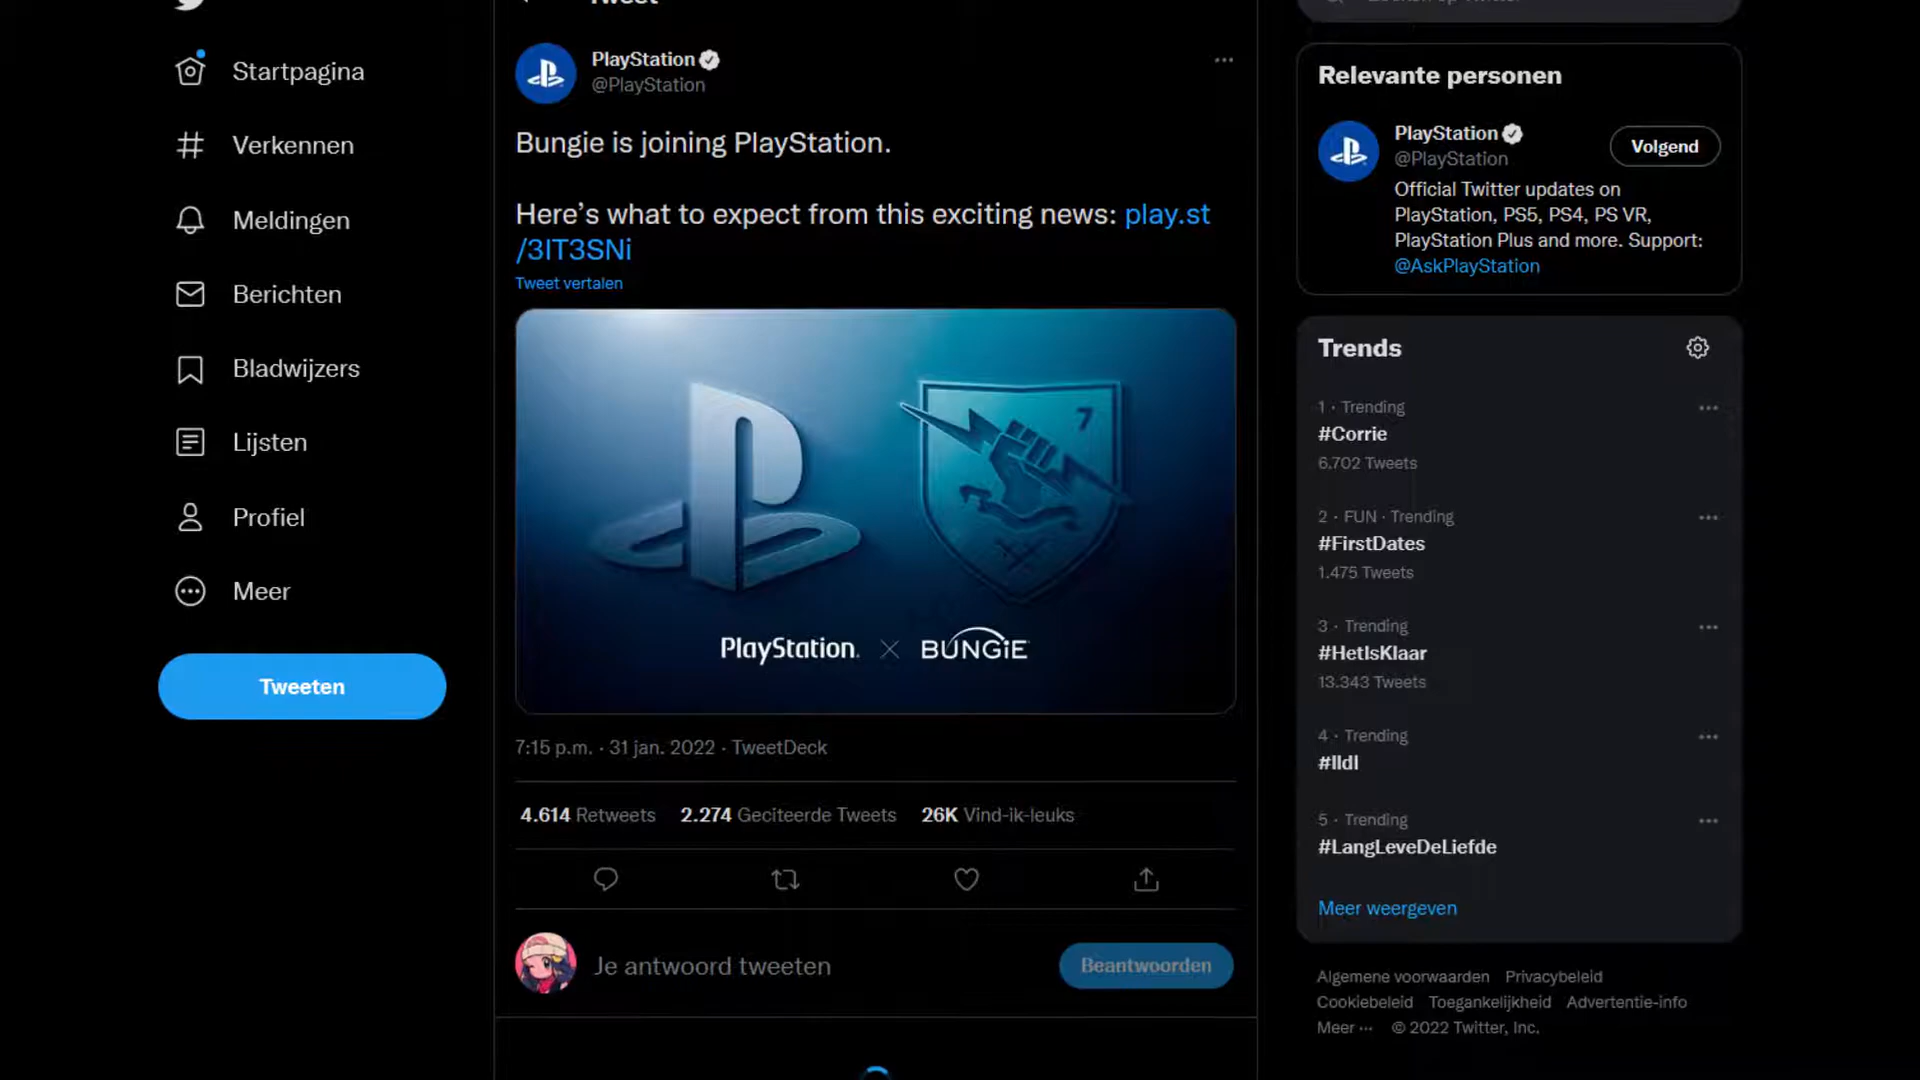 Tweet
Startpagina
Verkennen
Meldingen
Berichten
Bladwijzers
Lijsten
Profiel
Meer
Tweeten
PlayStation
@PlayStation
Bungie is joining PlayStation.
Here’s what to expect from this exciting news: play.st
/3IT3SNi
Tweet vertalen
7
PlayStation. × BUNGiE
7:15 p.m. · 31 jan. 2022 · TweetDeck
4.614 Retweets 2.274 Geciteerde Tweets 26K Vind-ik-leuks
Je antwoord tweeten
Beantwoorden
Zoeken op Twitter
Relevante personen
PlayStation
@PlayStation
Volgend
Official Twitter updates on
PlayStation, PS5, PS4, PS VR,
PlayStation Plus and more. Support:
@AskPlayStation
Trends
1 · Trending
#Corrie
6.702 Tweets
2 · FUN · Trending
#FirstDates
1.475 Tweets
3 · Trending
#HetIsKlaar
13.343 Tweets
4 · Trending
5 · Trending
#LangLeveDeLiefde
Meer weergeven
Algemene voorwaarden Privacybeleid
Cookiebeleid Toegankelijkheid Advertentie-info
Meer ··· © 2022 Twitter, Inc.